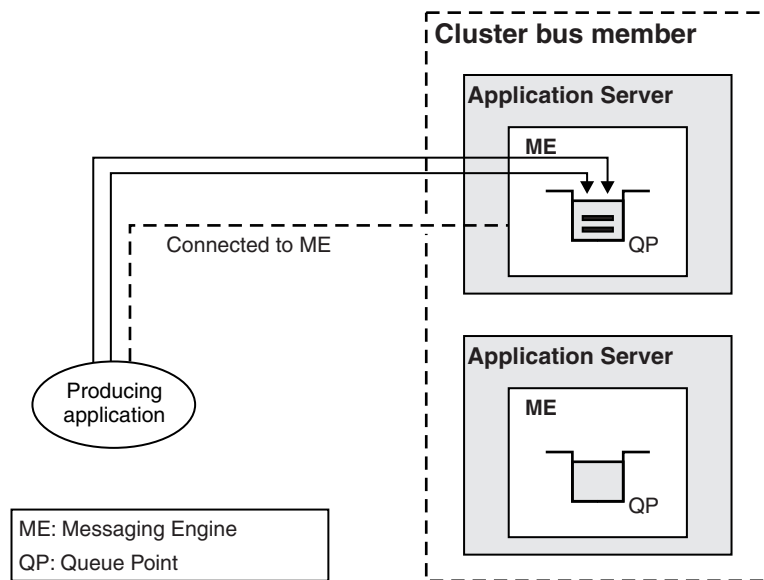 Cluster bus member
Application Server
ME
QP
Connected to ME
Application Server
ME
QP
Producing
application
ME: Messaging Engine
QP: Queue Point